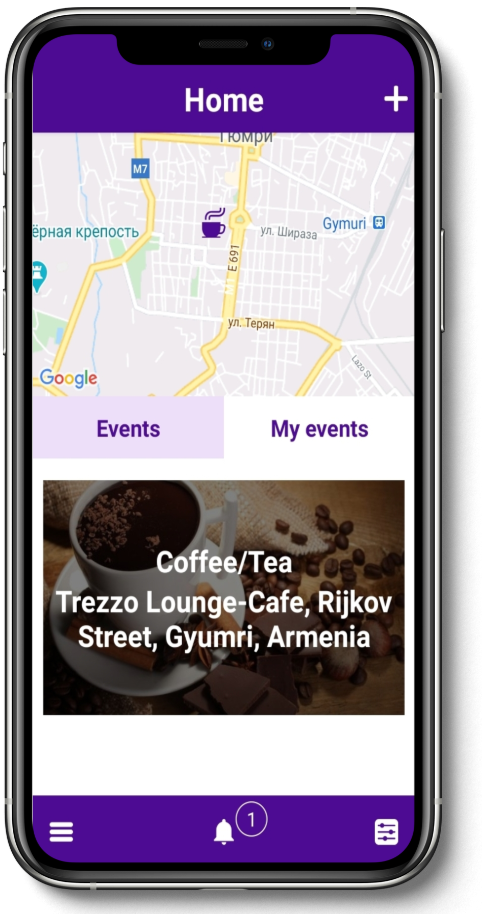 Home
Гюмри
M7
ёрная крепость
ул. Шираза
Gymuri
E 691
ул. Терян
Lazo St
Google
Events
My events
Coffee/Tea
Trezzo Lounge-Cafe, Rijkov
Street, Gyumri, Armenia
1